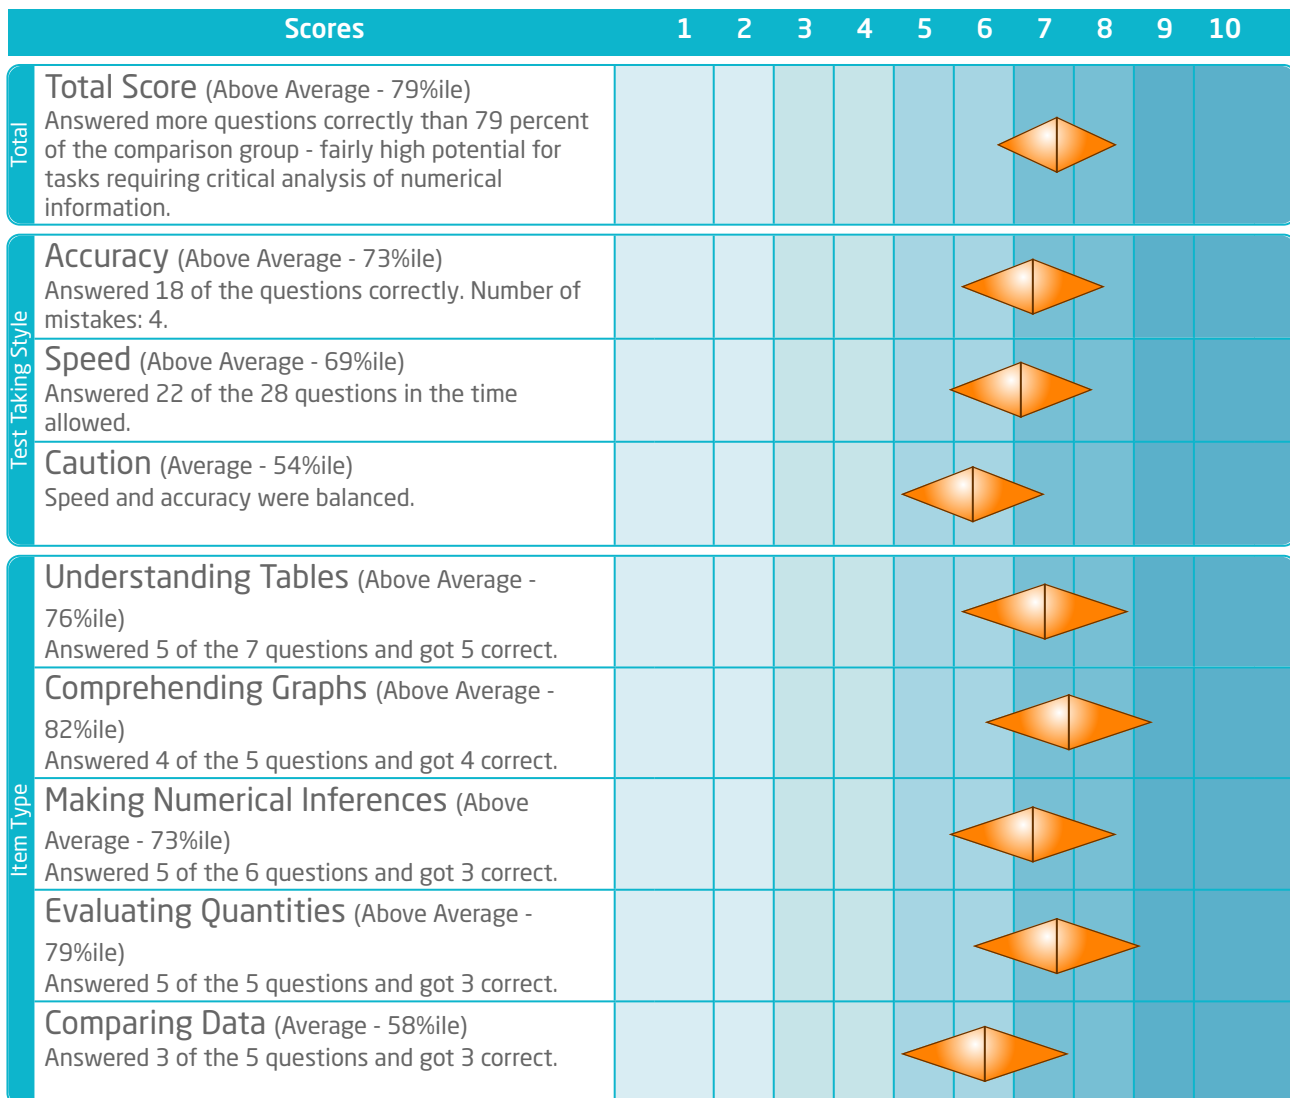 Scores 1 2 3 4 5 6 7 8 9 10
Total
Total Score (Above Average - 79%ile)
Answered more questions correctly than 79 percent
of the comparison group - fairly high potential for
tasks requiring critical analysis of numerical
information.
Test Taking Style
Accuracy (Above Average - 73%ile)
Answered 18 of the questions correctly. Number of
mistakes: 4.
Speed (Above Average - 69%ile)
Answered 22 of the 28 questions in the time
allowed.
Caution (Average - 54%ile)
Speed and accuracy were balanced.
Item Type
Understanding Tables (Above Average -
76%ile)
Answered 5 of the 7 questions and got 5 correct.
Comprehending Graphs (Above Average -
82%ile)
Answered 4 of the 5 questions and got 4 correct.
Making Numerical Inferences (Above
Average - 73%ile)
Answered 5 of the 6 questions and got 3 correct.
Evaluating Quantities (Above Average -
79%ile)
Answered 5 of the 5 questions and got 3 correct.
Comparing Data (Average - 58%ile)
Answered 3 of the 5 questions and got 3 correct.